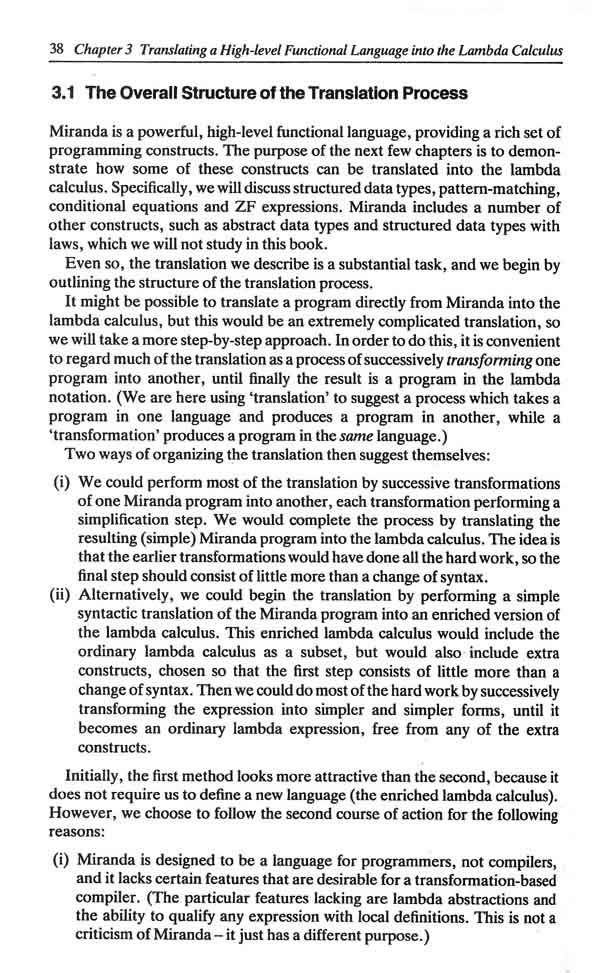 38 Chapter 3 Translating a High-level Functional Language into the Lambda Calculus
3.1 The Overall Structure of the Translation Process
Miranda is a powerful, high-level functional language, providing a rich set of
programming constructs. The purpose of the next few chapters is to demon-
strate how some of these constructs can be translated into the lambda
calculus. Specifically, we will discuss structured data types, pattern-matching,
conditional equations and ZF expressions. Miranda includes a number of
other constructs, such as abstract data types and structured data types with
laws, which we will not study in this book.
Even so, the translation we describe is a substantial task, and we begin by
outlining the structure of the translation process.
It might be possible to translate a program directly from Miranda into the
lambda calculus, but this would be an extremely complicated translation, so
we will take a more step-by-step approach. In order to do this, it is convenient
to regard much of the translation as a process of successively transforming one
program into another, until finally the result is a program in the lambda
notation. (We are here using ‘translation’ to suggest a process which takes a
program in one language and produces a program in another, while a
‘transformation’ produces a program in the same language.)
Two ways of organizing the translation then suggest themselves:
(i) We could perform most of the translation by successive transformations
of one Miranda program into another, each transformation performing a
simplification step. We would complete the process by translating the
resulting (simple) Miranda program into the lambda calculus. The idea is
that the earlier transformations would have done all the hard work, so the
final step should consist of little more than a change of syntax.
(ii) Alternatively, we could begin the translation by performing a simple
syntactic translation of the Miranda program into an enriched version of
the lambda calculus. This enriched lambda calculus would include the
ordinary lambda calculus as a subset, but would also include extra
constructs, chosen so that the first step consists of little more than a
change of syntax. Then we could do most of the hard work by successively
transforming the expression into simpler and simpler forms, until it
becomes an ordinary lambda expression, free from any of the extra
constructs.
Initially, the first method looks more attractive than the second, because it
does not require us to define a new language (the enriched lambda calculus).
However, we choose to follow the second course of action for the following
reasons:
(i) Miranda is designed to be a language for programmers, not compilers,
and it lacks certain features that are desirable for a transformation-based
compiler. (The particular features lacking are lambda abstractions and
the ability to qualify any expression with local definitions. This is not a
criticism of Miranda – it just has a different purpose.)